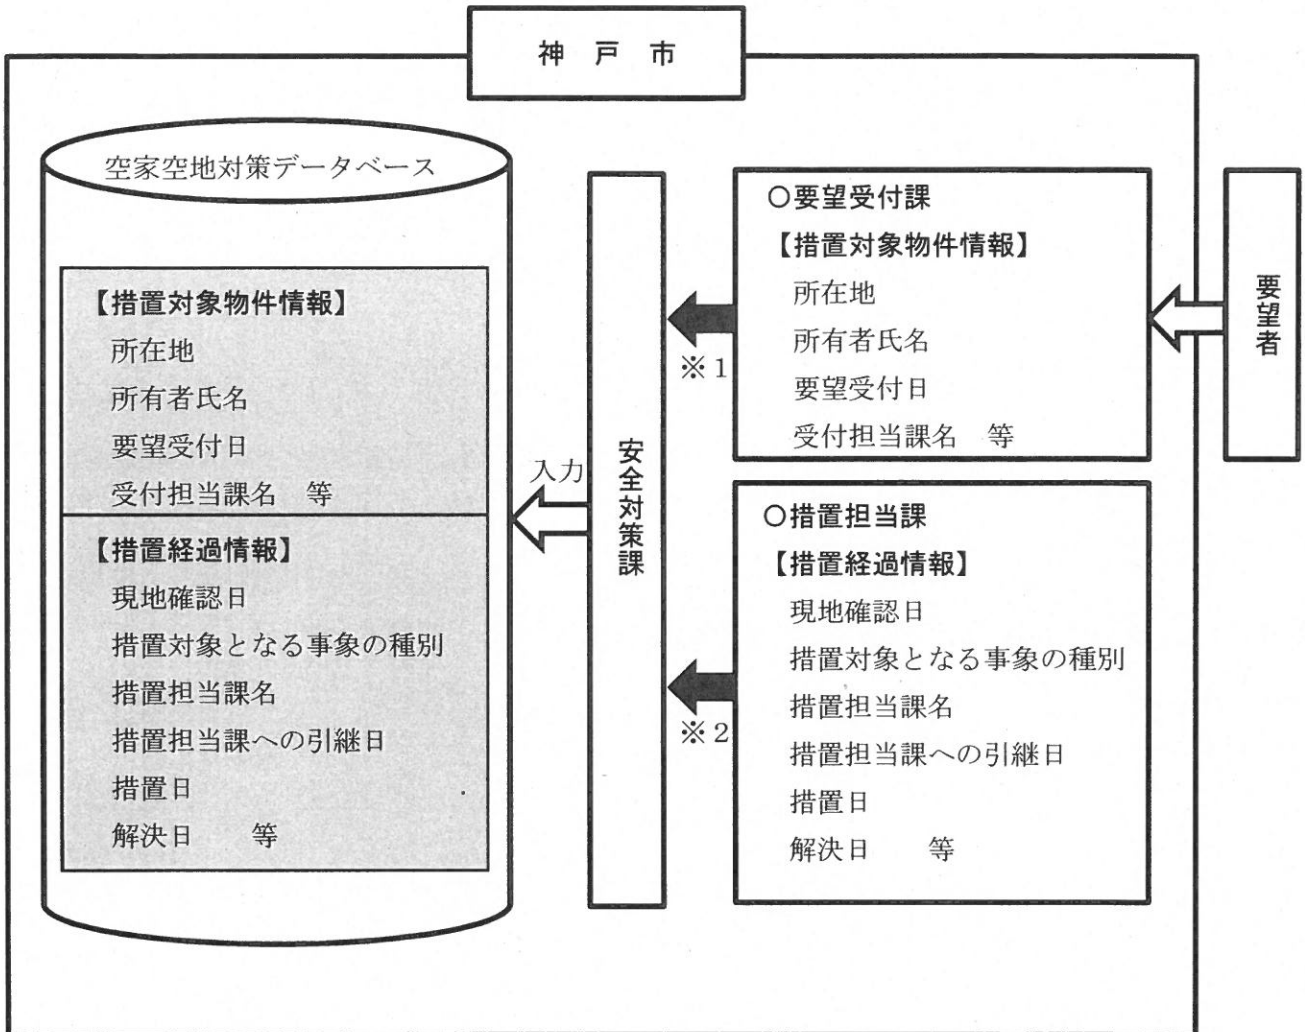 神 戸 市
空家空地対策データベース
【措置対象物件情報】
所在地
所有者氏名
要望受付日
受付担当課名 等
【措置経過情報】
現地確認日
措置対象となる事象の種別
措置担当課名
措置担当課への引継日
措置日
解決日 等
入力
安全対策課
※1
※2
○要望受付課
【措置対象物件情報】
所在地
所有者氏名
要望受付日
受付担当課名 等
○措置担当課
【措置経過情報】
現地確認日
措置対象となる事象の種別
措置担当課名
措置担当課への引継日
措置日
解決日 等
要望者